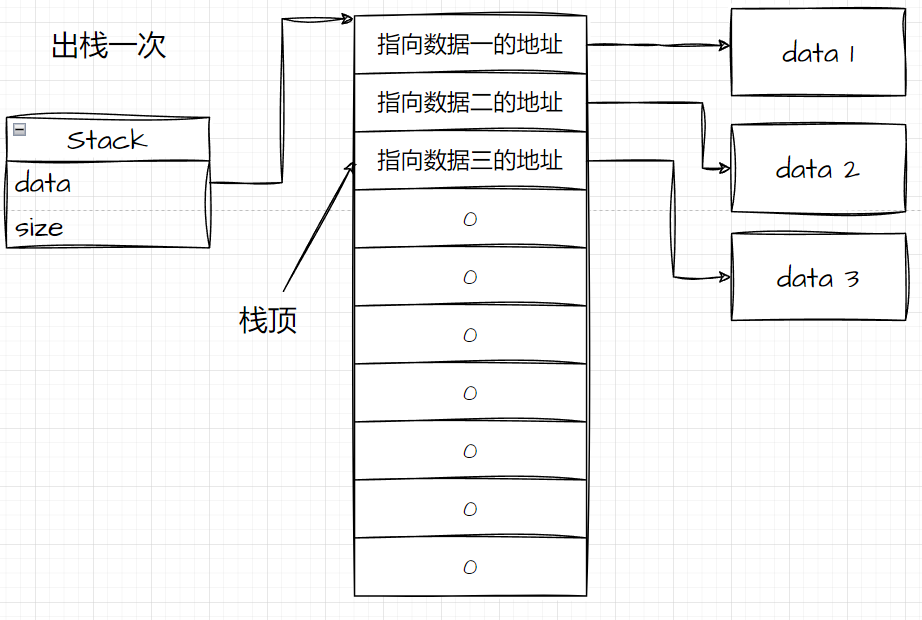 出栈一次
Stack
data
size
栈顶
指向数据一的地址
指向数据二的地址
指向数据三的地址
0
0
0
0
0
0
0
data 1
data 2
data 3